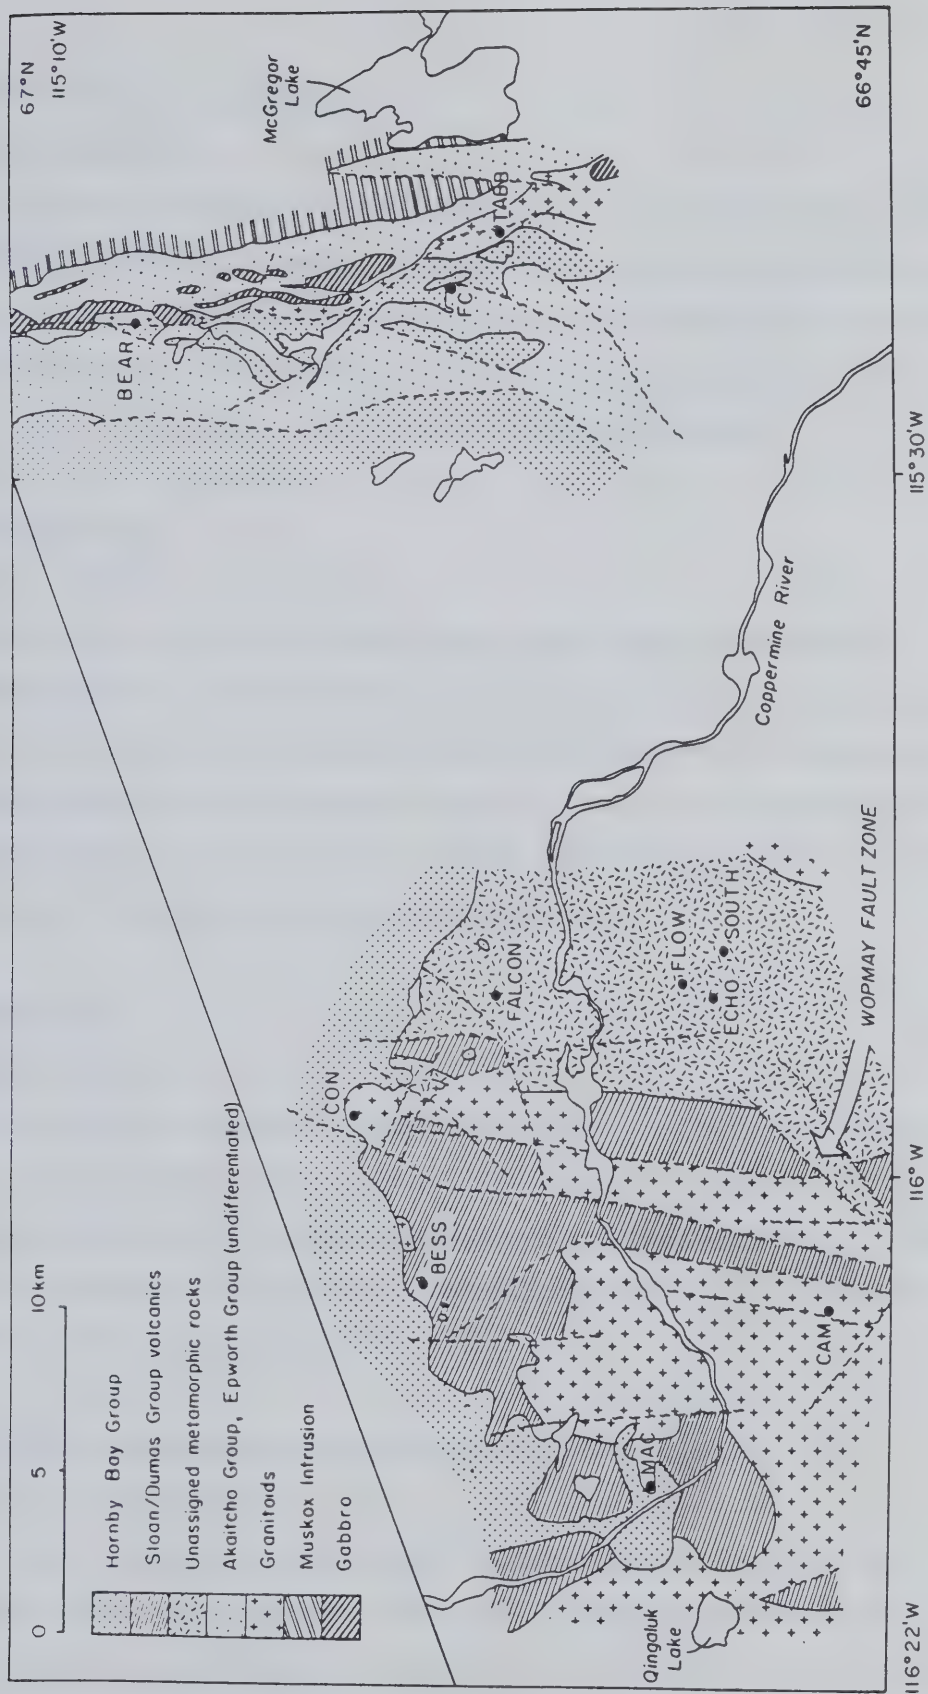 0 5 10km
Hornby Bay Group
Sloan/Dumas Group volcanics
Unassigned metamorphic rocks
Akaitcho Group, Epworth Group (undifferentiated)
Granitoids
Muskox Intrusion
Gabbro
67°N
115°10'W
McGregor
Lake
BEAR
TABB
FC
CON
BESS
FALCON
FLOW
ECHO
SOUTH
MAC
CAM
Qingaluk
Lake
Coppermine River
WOPMAY FAULT ZONE
116°22'W
116°W
115°30'W
66°45'N